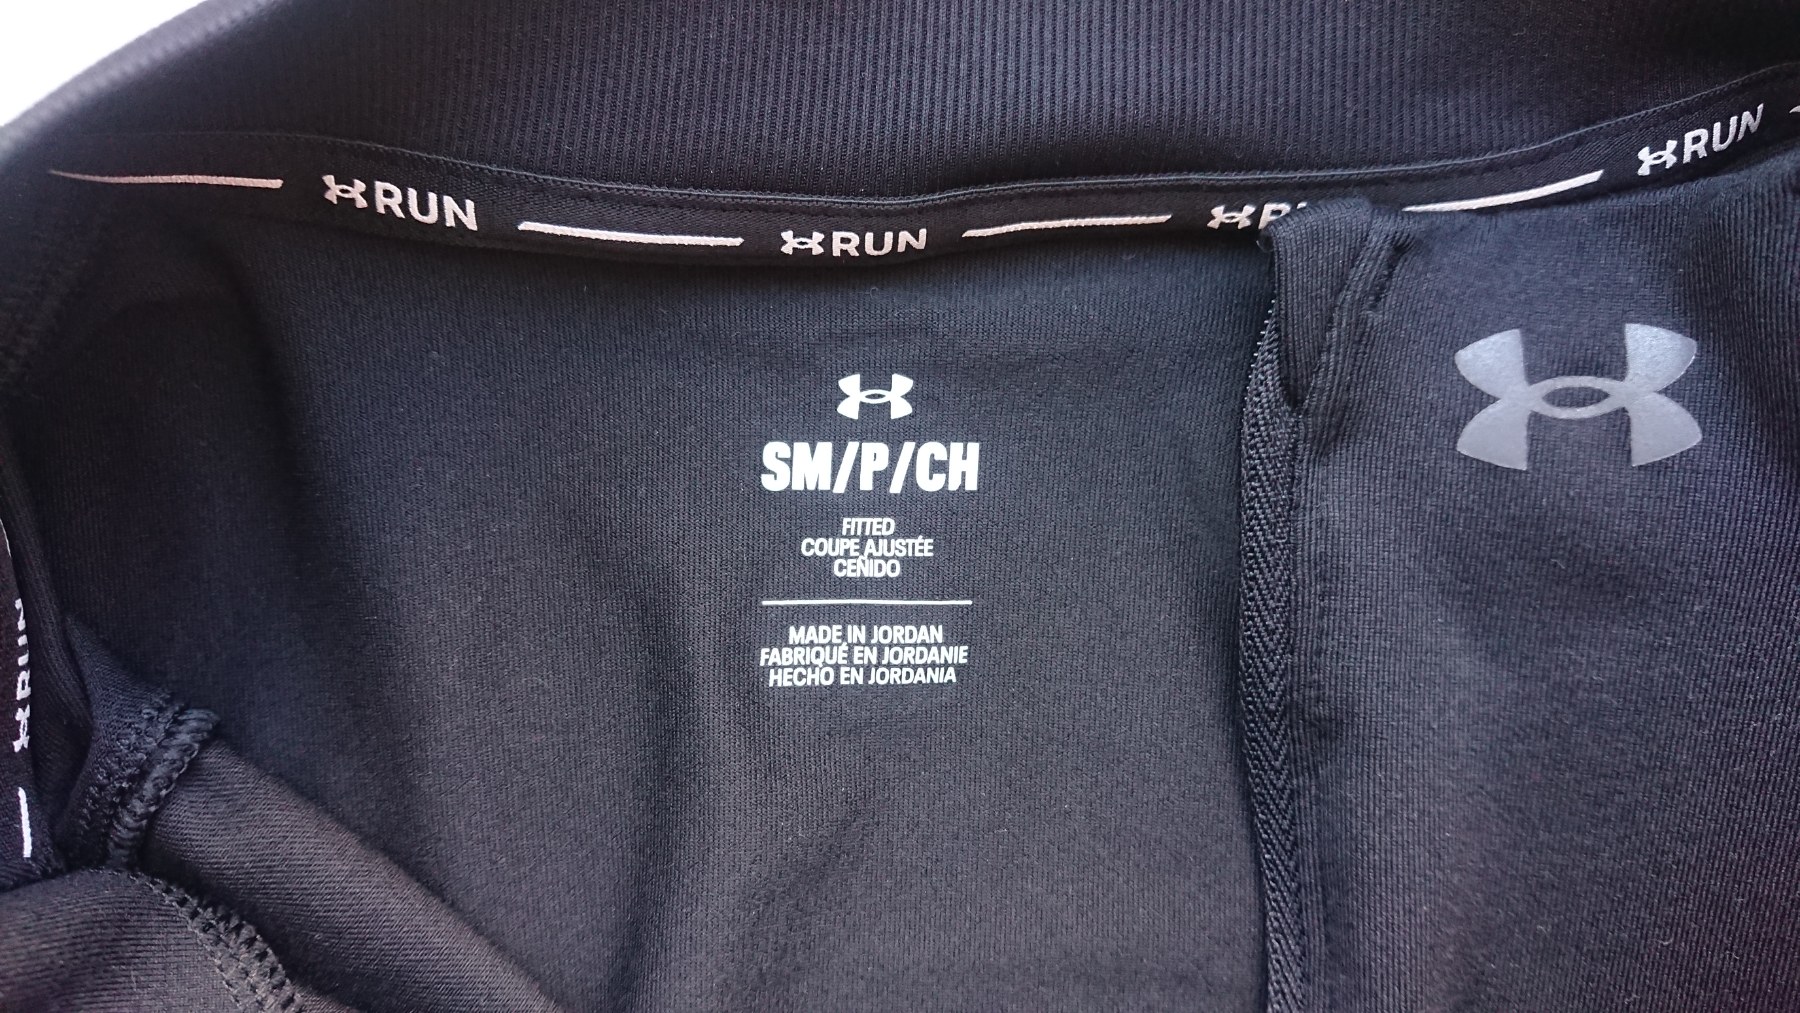 RUN
RUN
RUN
SM/P/CH
FITTED
COUPE AJUSTÉE
CEÑIDO
MADE IN JORDAN
FABRIQUÉ EN JORDANIE
HECHO EN JORDANIA
RUN